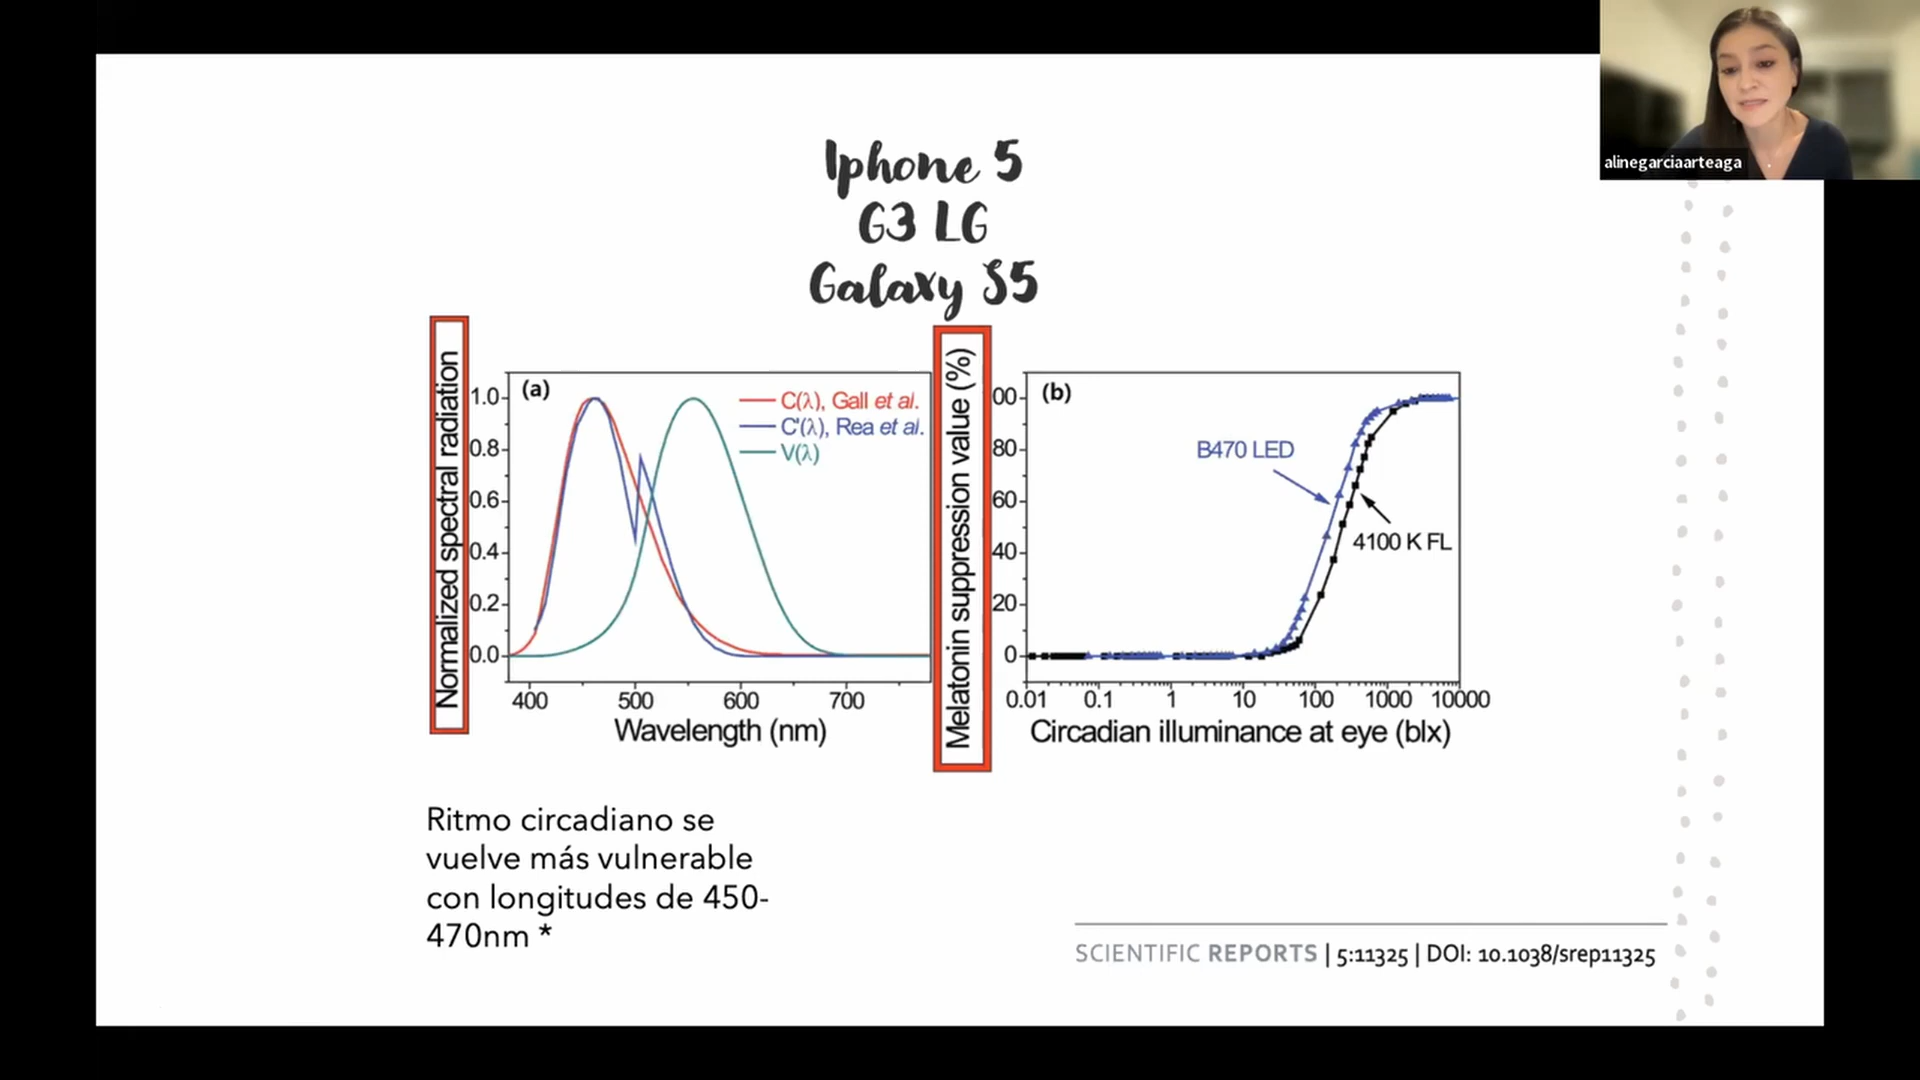 alinegarciaarteaga
Iphone 5
G3 LG
Galaxy S5
Normalized spectral radiation
1.0
0.8
0.6
0.4
0.2
0.0
(a)
C(λ), Gall et al.
C'(λ), Rea et al.
V(λ)
400 500 600 700
Wavelength (nm)
Melatonin suppression value (%)
00
80
60
40
20
0
(b)
B470 LED
4100 K FL
0.01 0.1 1 10 100 1000 10000
Circadian illuminance at eye (blx)
Ritmo circadiano se
vuelve más vulnerable
con longitudes de 450-
470nm *
SCIENTIFIC REPORTS | 5:11325 | DOI: 10.1038/srep11325